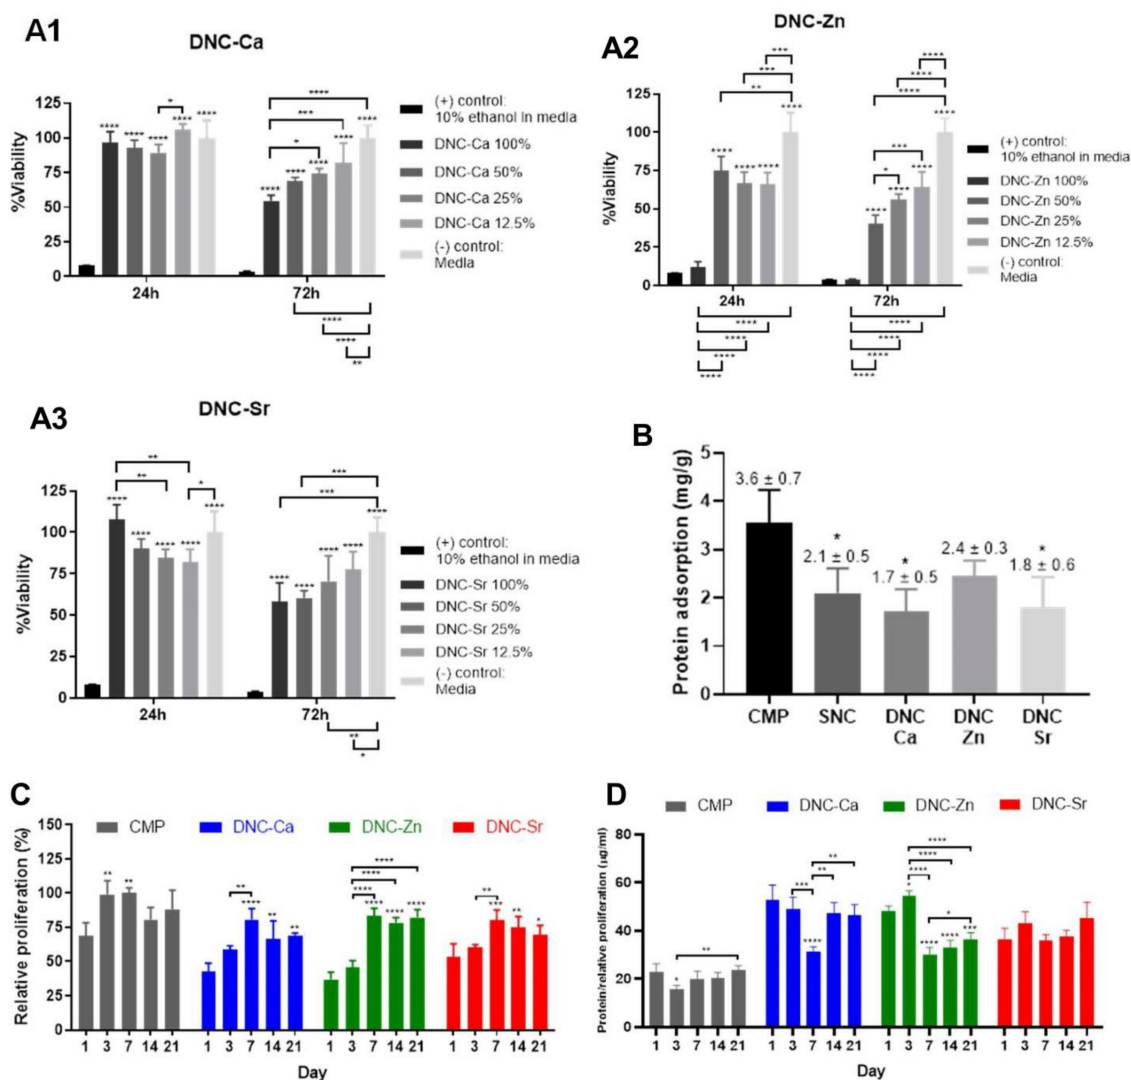 A1
DNC-Ca
%Viability
125
100
75
50
25
0
24h
72h
(+) control:
10% ethanol in media
DNC-Ca 100%
DNC-Ca 50%
DNC-Ca 25%
DNC-Ca 12.5%
(-) control:
Media
A2
DNC-Zn
%Viability
125
100
75
50
25
0
24h
72h
(+) control:
10% ethanol in media
DNC-Zn 100%
DNC-Zn 50%
DNC-Zn 25%
DNC-Zn 12.5%
(-) control:
Media
A3
DNC-Sr
%Viability
125
100
75
50
25
0
24h
72h
(+) control:
10% ethanol in media
DNC-Sr 100%
DNC-Sr 50%
DNC-Sr 25%
DNC-Sr 12.5%
(-) control:
Media
B
Protein adsorption (mg/g)
5
4
3
2
1
0
3.6 ± 0.7
*
2.1 ± 0.5
*
1.7 ± 0.5
2.4 ± 0.3
*
1.8 ± 0.6
CMP
SNC
DNC
Ca
DNC
Zn
DNC
Sr
C
CMP
DNC-Ca
DNC-Zn
DNC-Sr
Relative proliferation (%)
150
125
100
75
50
25
0
1 3 7 14 21
1 3 7 14 21
1 3 7 14 21
1 3 7 14 21
Day
D
CMP
DNC-Ca
DNC-Zn
DNC-Sr
Protein/relative proliferation (µg/ml)
80
60
40
20
0
1 3 7 14 21
1 3 7 14 21
1 3 7 14 21
1 3 7 14 21
Day